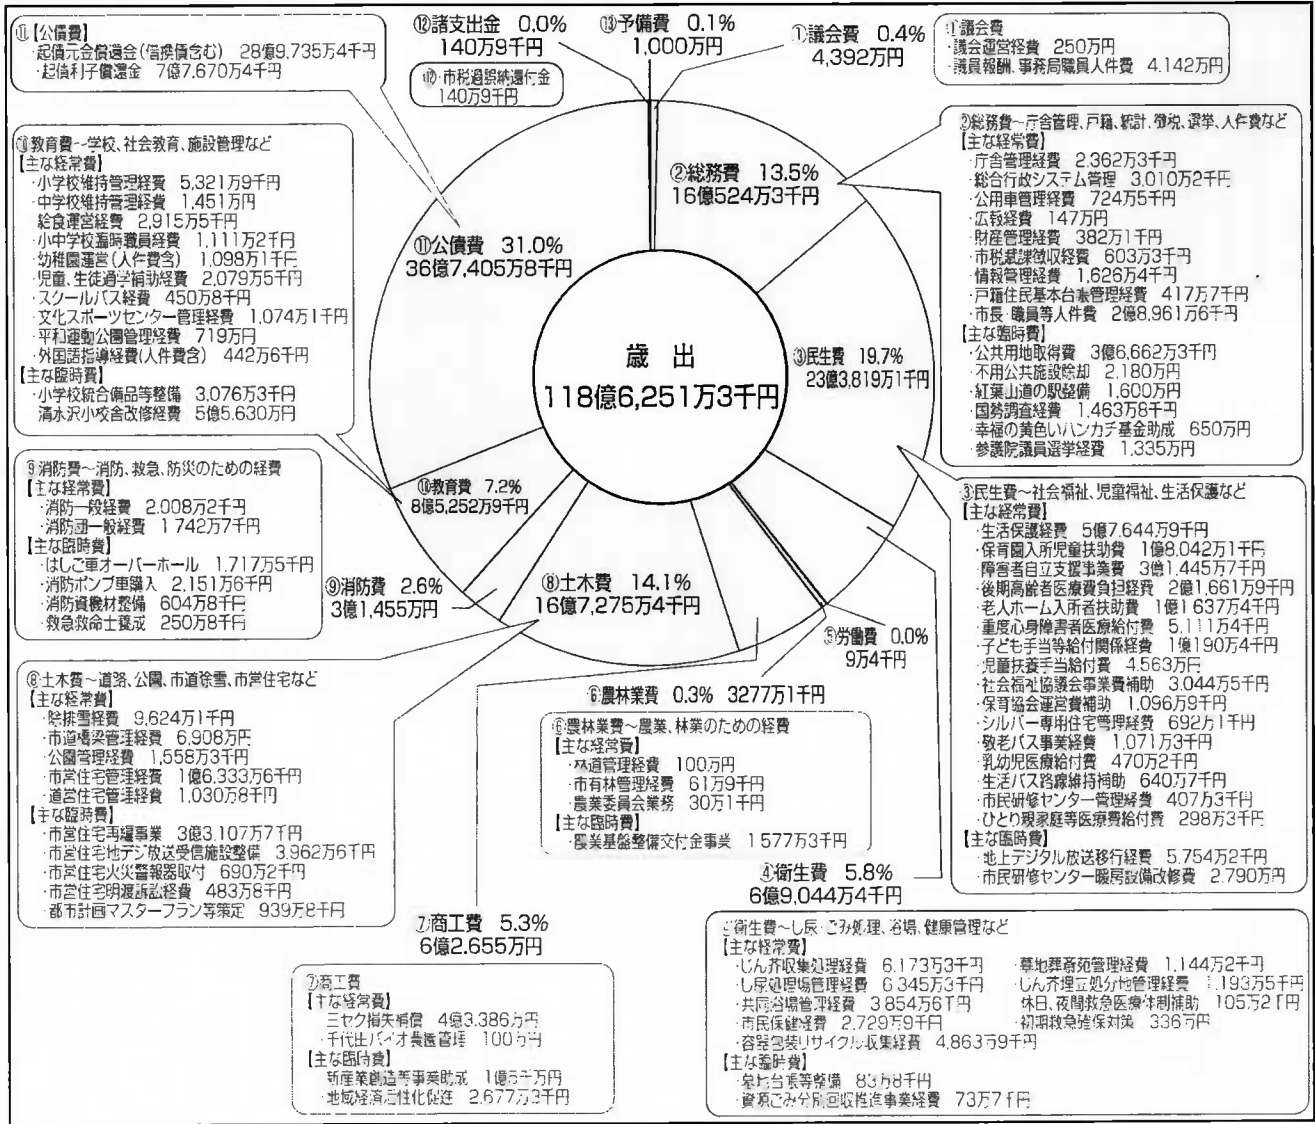 ⑪【公債費】
・起債元金償還金(借換債含む) 28億9,735万4千円
・起債利子償還金 7億7,670万4千円
⑫諸支出金 0.0%
140万9千円
⑫・市税過誤納還付金
140万9千円
⑬予備費 0.1%
1,000万円
①議会費 0.4%
4,392万円
①議会費
・議会運営経費 250万円
・議員報酬、事務局職員人件費 4,142万円
⑩教育費~学校、社会教育、施設管理など
【主な経常費】
・小学校維持管理経費 5,321万9千円
・中学校維持管理経費 1,451万円
給食運営経費 2,915万5千円
・小中学校臨時職員経費 1,111万2千円
・幼稚園運営(人件費含) 1,098万1千円
・児童、生徒通学補助経費 2,079万5千円
・スクールバス経費 450万8千円
・文化スポーツセンター管理経費 1,074万1千円
・平和運動公園管理経費 719万円
・外国語指導経費(人件費含) 442万6千円
【主な臨時費】
・小学校統合備品等整備 3,076万3千円
清水沢小校舎改修経費 5億5,630万円
②総務費 13.5%
16億524万3千円
②総務費~庁舎管理、戸籍、統計、徴税、選挙、人件費など
【主な経常費】
・庁舎管理経費 2,362万3千円
・総合行政システム管理 3,010万2千円
・公用車管理経費 724万5千円
・広報経費 147万円
・財産管理経費 382万1千円
・市税賦課徴収経費 603万3千円
・情報管理経費 1,626万4千円
・戸籍住民基本台帳管理経費 417万7千円
・市長・職員等人件費 2億8,961万6千円
【主な臨時費】
・公共用地取得費 3億6,662万3千円
・不用公共施設除却 2,180万円
・紅葉山道の駅整備 1,600万円
・国勢調査経費 1,463万8千円
・幸福の黄色いハンカチ基金助成 650万円
・参議院議員選挙経費 1,335万円
⑪公債費 31.0%
36億7,405万8千円
歳 出
118億6,251万3千円
③民生費 19.7%
23億3,819万1千円
⑨消防費~消防、救急、防災のための経費
【主な経常費】
・消防一般経費 2,008万2千円
・消防団一般経費 1,742万7千円
【主な臨時費】
・はしご車オーバーホール 1,717万5千円
・消防ポンプ車購入 2,151万6千円
・消防資機材整備 604万8千円
・救急救命士養成 250万8千円
⑩教育費 7.2%
8億5,252万9千円
③民生費~社会福祉、児童福祉、生活保護など
【主な経常費】
・生活保護経費 5億7,644万9千円
・保育園入所児童扶助費 1億8,042万1千円
・障害者自立支援事業費 3億1,445万7千円
・後期高齢者医療費負担経費 2億1,661万9千円
・老人ホーム入所者扶助費 1億1,637万4千円
・重度心身障害者医療給付費 5,111万4千円
・子ども手当等給付関係経費 1億190万4千円
・児童扶養手当給付費 4,563万円
・社会福祉協議会事業費補助 3,044万5千円
・保育協会運営費補助 1,096万9千円
・シルバー専用住宅管理経費 692万1千円
・敬老バス事業経費 1,071万3千円
・乳幼児医療給付費 470万2千円
・生活バス路線維持補助 640万7千円
・市民研修センター管理経費 407万3千円
・ひとり親家庭等医療費給付費 298万3千円
【主な臨時費】
・地上デジタル放送移行経費 5,754万2千円
・市民研修センター暖房設備改修費 2,790万円
⑨消防費 2.6%
3億1,455万円
⑧土木費 14.1%
16億7,275万4千円
⑤労働費 0.0%
9万4千円
⑧土木費~道路、公園、市道除雪、市営住宅など
【主な経常費】
・除排雪経費 9,624万1千円
・市道橋梁管理経費 6,908万円
公園管理経費 1,558万3千円
・市営住宅管理経費 1億6,333万6千円
・道営住宅管理経費 1,030万8千円
【主な臨時費】
・市営住宅再編事業 3億3,107万7千円
・市営住宅地デジ放送受信施設整備 3,962万6千円
・市営住宅火災警報器取付 690万2千円
・市営住宅明渡訴訟経費 483万8千円
・都市計画マスタープラン等策定 939万8千円
⑥農林業費 0.3% 3277万1千円
⑥農林業費~農業、林業のための経費
【主な経常費】
・林道管理経費 100万円
・市有林管理経費 61万9千円
・農業委員会業務 30万1千円
【主な臨時費】
・農業基盤整備交付金事業 1,577万3千円
④衛生費 5.8%
6億9,044万4千円
⑦商工費 5.3%
6億2,655万円
⑦商工費
【主な経常費】
三セク損失補償 4億3,386万円
・千代田バイオ農園管理 100万円
【主な臨時費】
新産業創造等事業助成 1億5千万円
・地域経済活性化促進 2,677万3千円
④衛生費~し尿・ごみ処理、浴場、健康管理など
【主な経常費】
・じん芥収集処理経費 6,173万3千円 ・墓地葬斎苑管理経費 1,144万2千円
・し尿処理場管理経費 6,345万3千円 ・じん芥埋立処分地管理経費 1,193万5千円
・共同浴場管理経費 3,854万6千円 休日、夜間救急医療体制補助 105万2千円
・市民保健経費 2,729万9千円 ・初期救急確保対策 336万円
・容器包装リサイクル収集経費 4,863万9千円
【主な臨時費】
・墓地台帳等整備 83万8千円
・資源ごみ分別回収推進事業経費 73万7千円